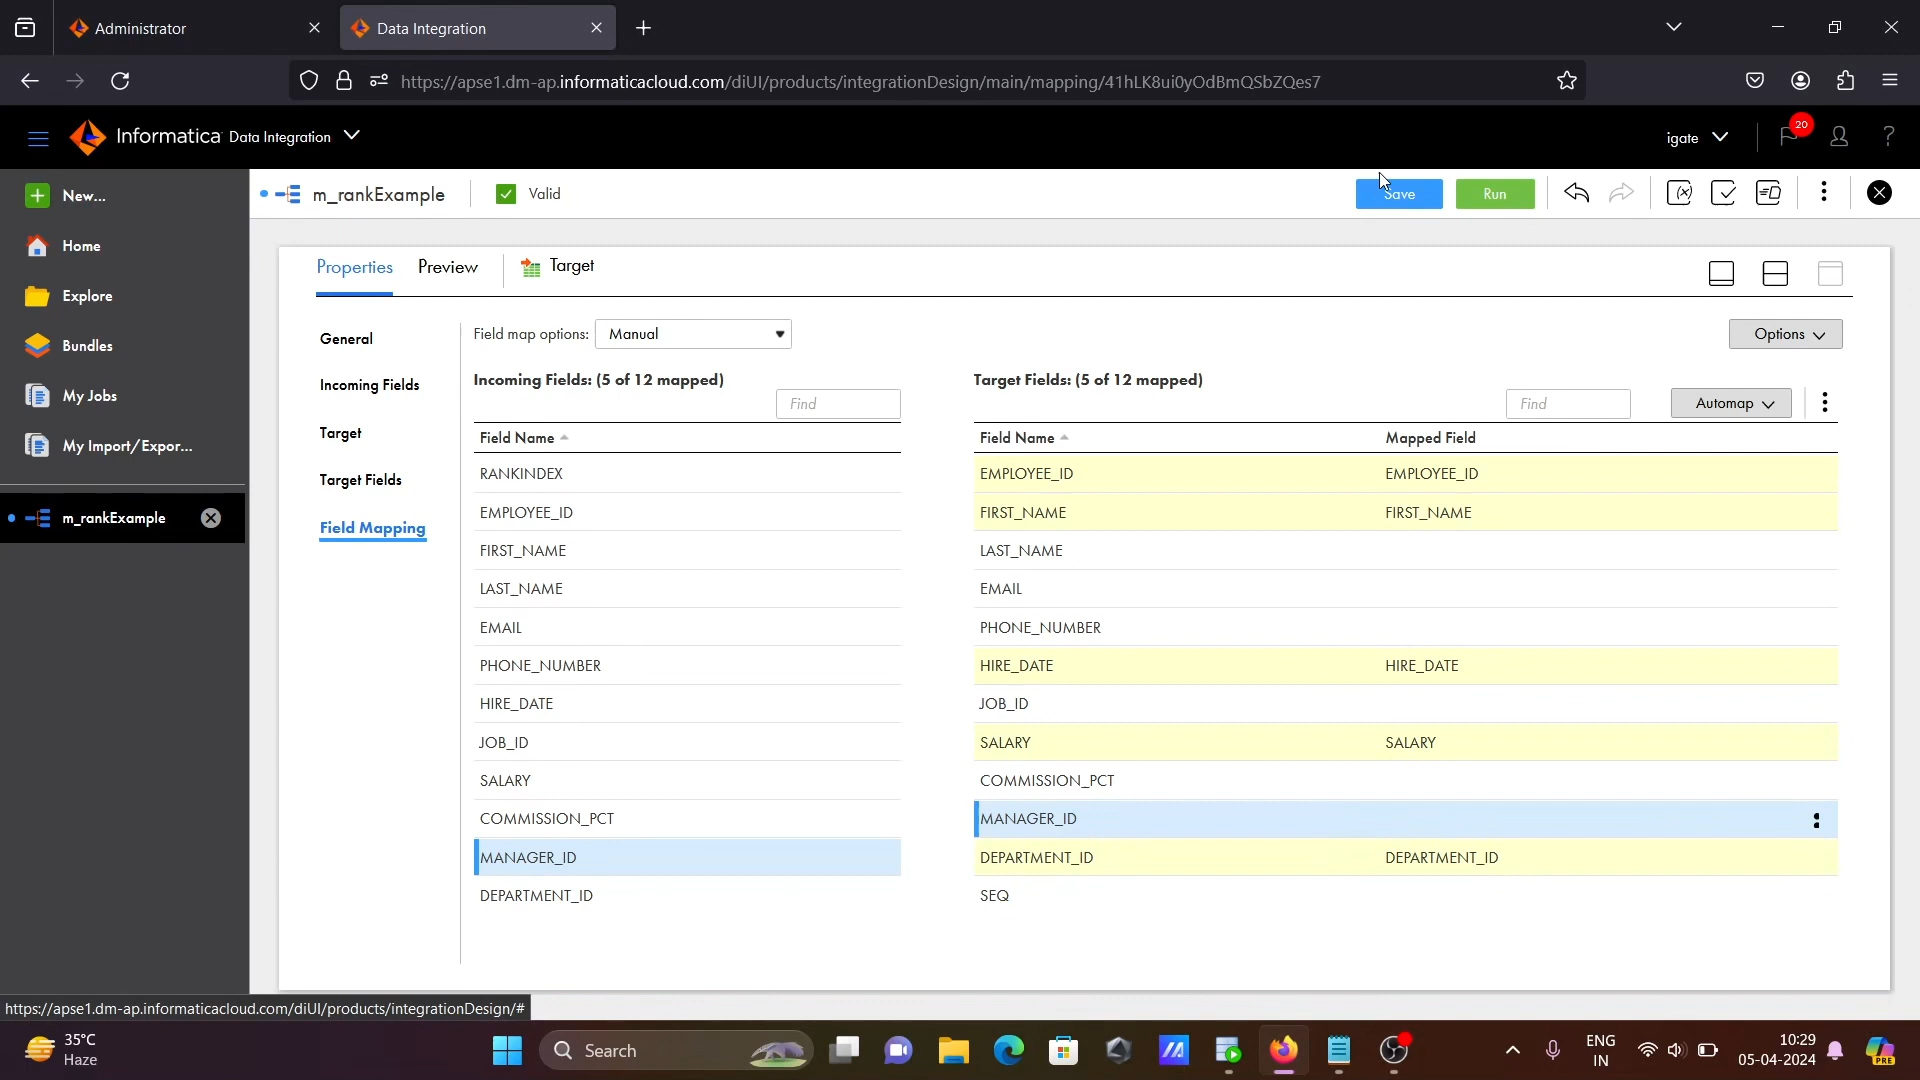 Administrator
Data Integration
https://apse1.dm-ap.informaticacloud.com/diUI/products/integrationDesign/main/mapping/41hLK8ui0yOdBmQSbZQes7
Informatica Data Integration
igate
20
?
New...
Home
Explore
Bundles
My Jobs
My Import/Expor...
m_rankExample
m_rankExample
Valid
Save
Run
Properties
Preview
Target
General
Incoming Fields
Target
Target Fields
Field Mapping
Field map options: Manual
Options
Incoming Fields: (5 of 12 mapped)
Find
Field Name
RANKINDEX
EMPLOYEE_ID
FIRST_NAME
LAST_NAME
EMAIL
PHONE_NUMBER
HIRE_DATE
JOB_ID
SALARY
COMMISSION_PCT
MANAGER_ID
DEPARTMENT_ID
Target Fields: (5 of 12 mapped)
Find
Automap
Field Name Mapped Field
EMPLOYEE_ID EMPLOYEE_ID
FIRST_NAME FIRST_NAME
LAST_NAME
EMAIL
PHONE_NUMBER
HIRE_DATE HIRE_DATE
JOB_ID
SALARY SALARY
COMMISSION_PCT
MANAGER_ID
DEPARTMENT_ID DEPARTMENT_ID
SEQ
https://apse1.dm-ap.informaticacloud.com/diUI/products/integrationDesign/#
35°C
Haze
Search
ENG
IN
10:29
05-04-2024
PRE